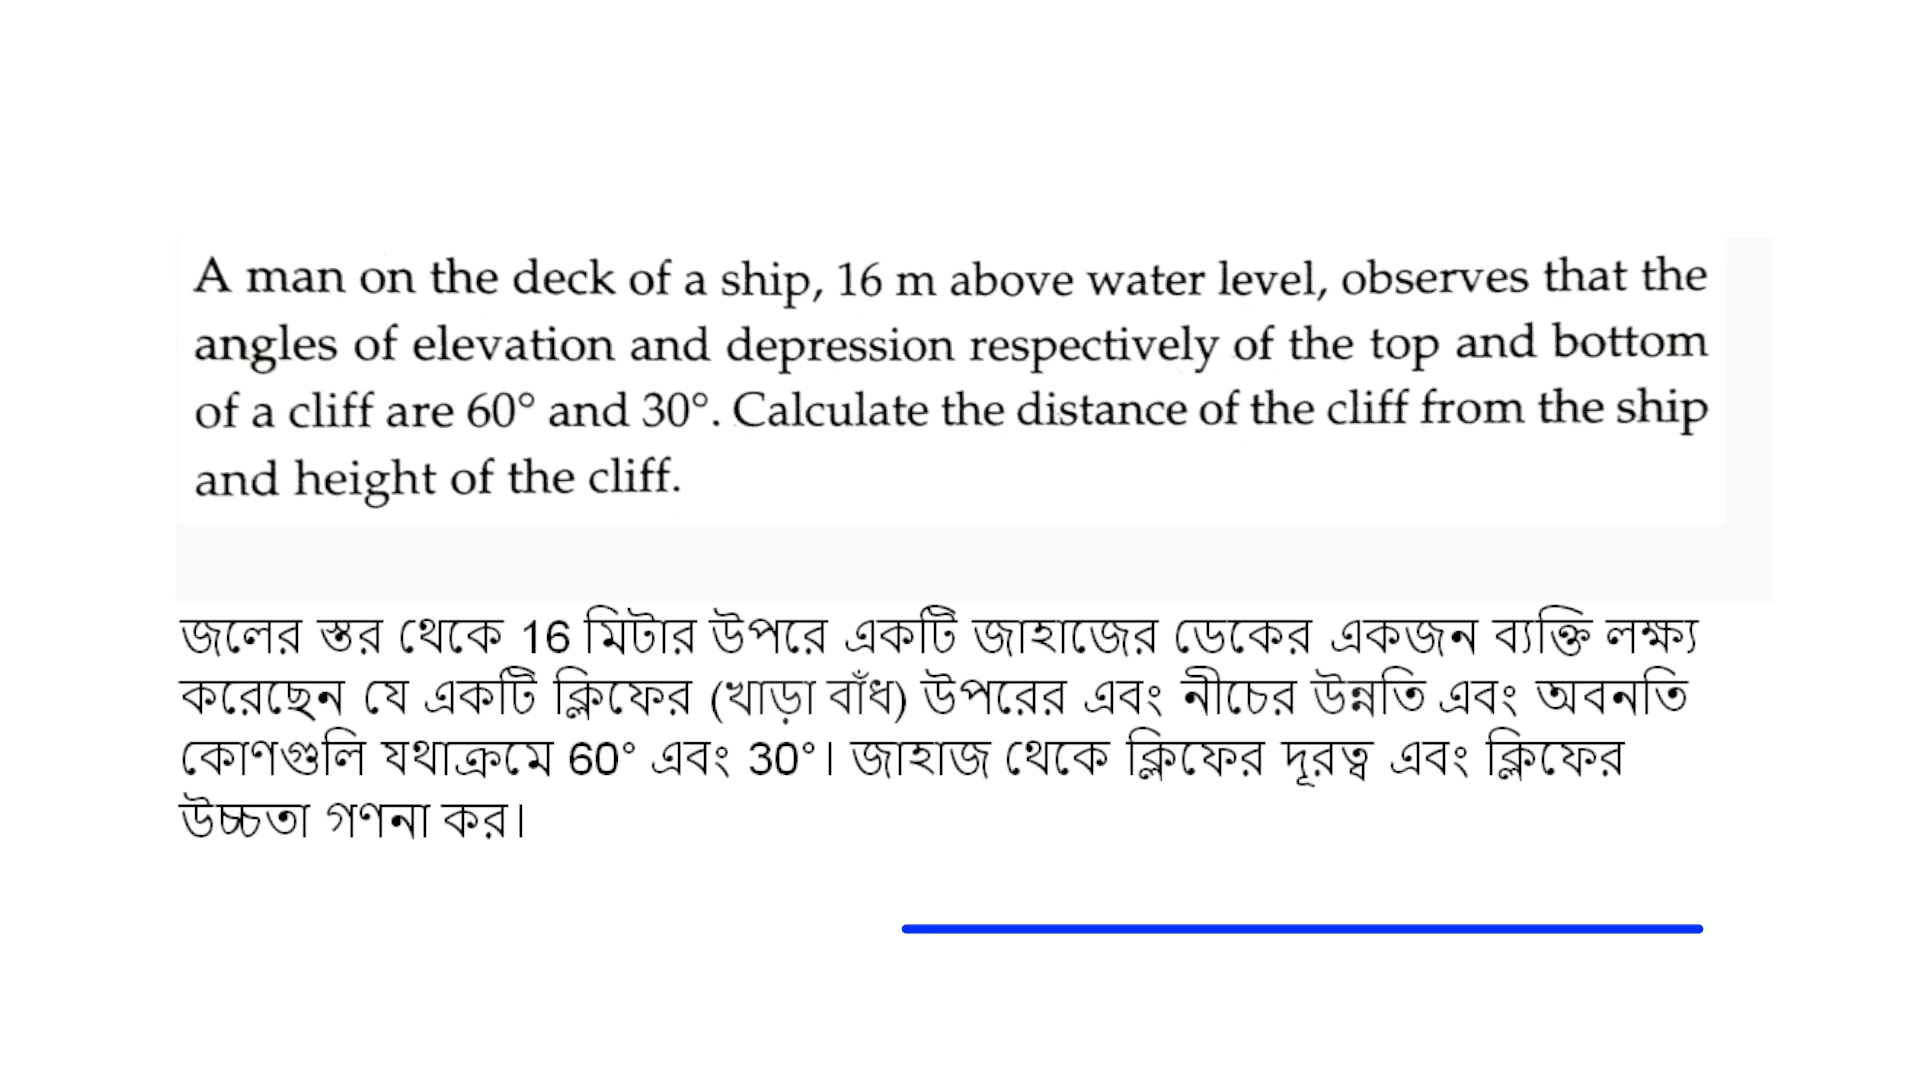 A man on the deck of a ship, 16 m above water level, observes that the
angles of elevation and depression respectively of the top and bottom
of a cliff are 60° and 30°. Calculate the distance of the cliff from the ship
and height of the cliff.
জলের স্তর থেকে 16 মিটার উপরে একটি জাহাজের ডেকের একজন ব্যক্তি লক্ষ্য
করেছেন যে একটি ক্লিফের (খাড়া বাঁধ) উপরের এবং নীচের উন্নতি এবং অবনতি
কোণগুলি যথাক্রমে 60° এবং 30°। জাহাজ থেকে ক্লিফের দূরত্ব এবং ক্লিফের
উচ্চতা গণনা কর।